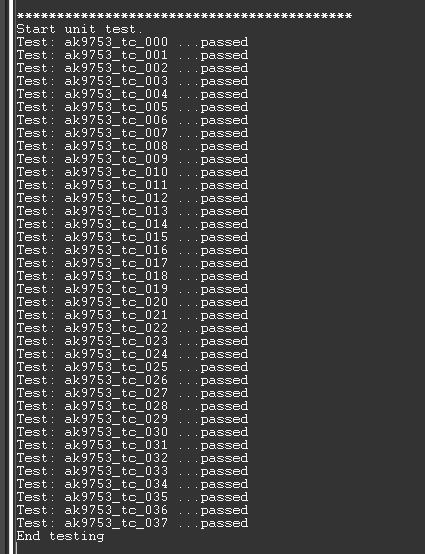 ******************************************
Start unit test.
Test: ak9753_tc_000 ...passed
Test: ak9753_tc_001 ...passed
Test: ak9753_tc_002 ...passed
Test: ak9753_tc_003 ...passed
Test: ak9753_tc_004 ...passed
Test: ak9753_tc_005 ...passed
Test: ak9753_tc_006 ...passed
Test: ak9753_tc_007 ...passed
Test: ak9753_tc_008 ...passed
Test: ak9753_tc_009 ...passed
Test: ak9753_tc_010 ...passed
Test: ak9753_tc_011 ...passed
Test: ak9753_tc_012 ...passed
Test: ak9753_tc_013 ...passed
Test: ak9753_tc_014 ...passed
Test: ak9753_tc_015 ...passed
Test: ak9753_tc_016 ...passed
Test: ak9753_tc_017 ...passed
Test: ak9753_tc_018 ...passed
Test: ak9753_tc_019 ...passed
Test: ak9753_tc_020 ...passed
Test: ak9753_tc_021 ...passed
Test: ak9753_tc_022 ...passed
Test: ak9753_tc_023 ...passed
Test: ak9753_tc_024 ...passed
Test: ak9753_tc_025 ...passed
Test: ak9753_tc_026 ...passed
Test: ak9753_tc_027 ...passed
Test: ak9753_tc_028 ...passed
Test: ak9753_tc_029 ...passed
Test: ak9753_tc_030 ...passed
Test: ak9753_tc_031 ...passed
Test: ak9753_tc_032 ...passed
Test: ak9753_tc_033 ...passed
Test: ak9753_tc_034 ...passed
Test: ak9753_tc_035 ...passed
Test: ak9753_tc_036 ...passed
Test: ak9753_tc_037 ...passed
End testing